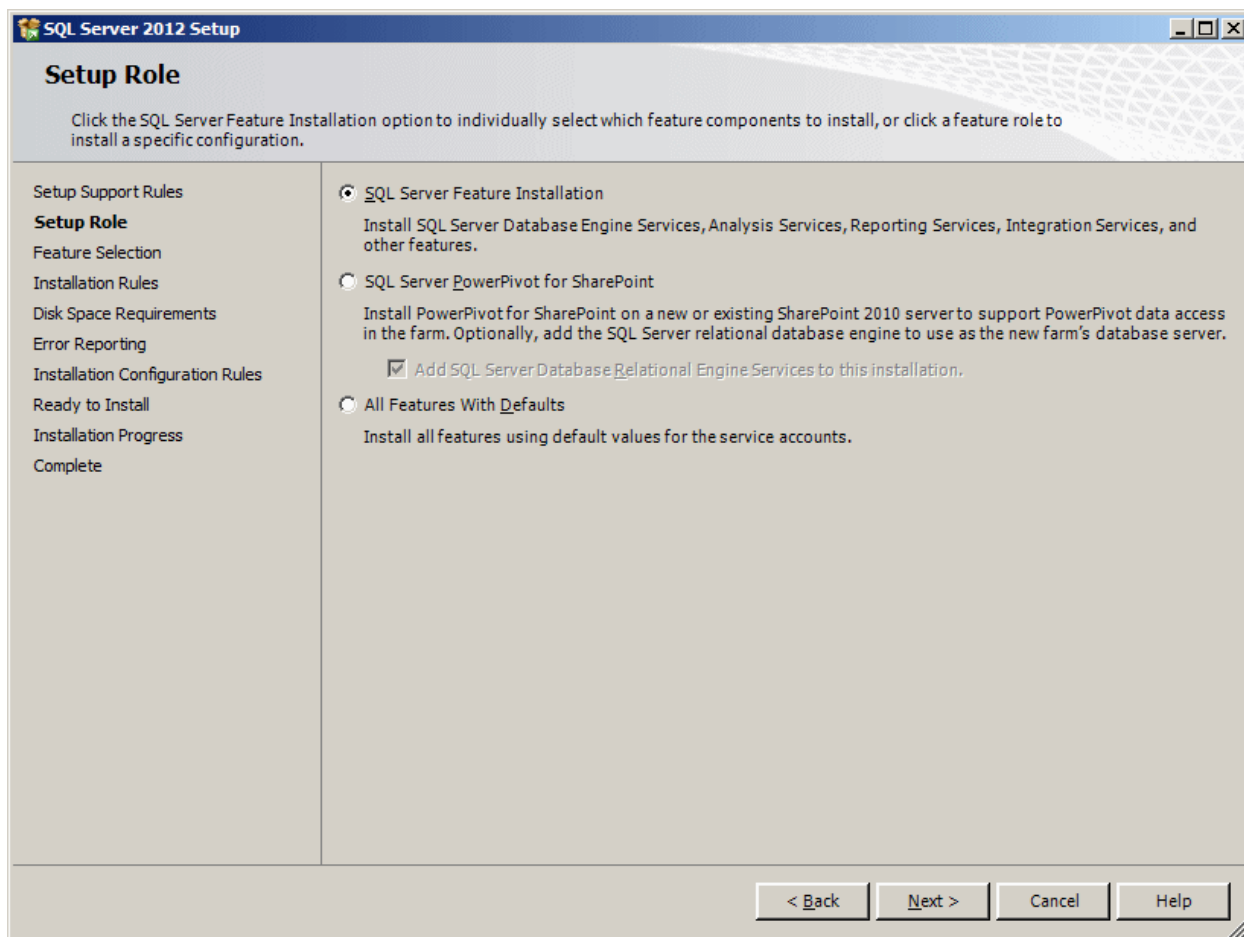 SQL Server 2012 Setup
Setup Role
Click the SQL Server Feature Installation option to individually select which feature components to install, or click a feature role to
install a specific configuration.
Setup Support Rules
Setup Role
Feature Selection
Installation Rules
Disk Space Requirements
Error Reporting
Installation Configuration Rules
Ready to Install
Installation Progress
Complete
SQL Server Feature Installation
Install SQL Server Database Engine Services, Analysis Services, Reporting Services, Integration Services, and
other features.
SQL Server PowerPivot for SharePoint
Install PowerPivot for SharePoint on a new or existing SharePoint 2010 server to support PowerPivot data access
in the farm. Optionally, add the SQL Server relational database engine to use as the new farm's database server.
Add SQL Server Database Relational Engine Services to this installation.
All Features With Defaults
Install all features using default values for the service accounts.
< Back
Next >
Cancel
Help